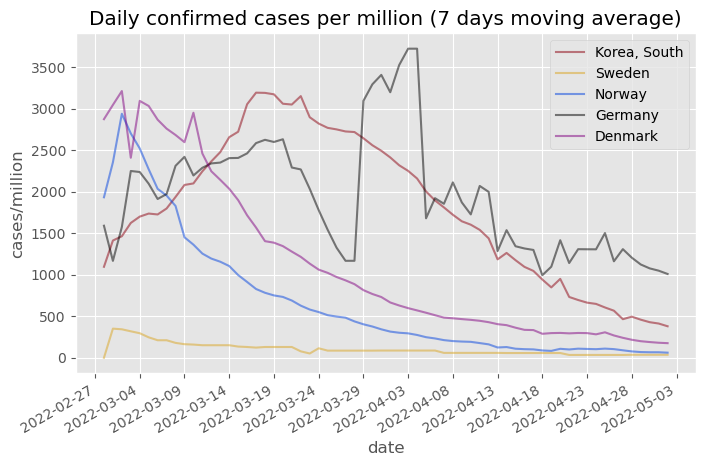 Daily confirmed cases per million (7 days moving average)
Korea, South
Sweden
Norway
Germany
Denmark
cases/million
3500
3000
2500
2000
1500
1000
500
0
2022-02-27
2022-03-04
2022-03-09
2022-03-14
2022-03-19
2022-03-24
2022-03-29
2022-04-03
2022-04-08
2022-04-13
2022-04-18
2022-04-23
2022-04-28
2022-05-03
date